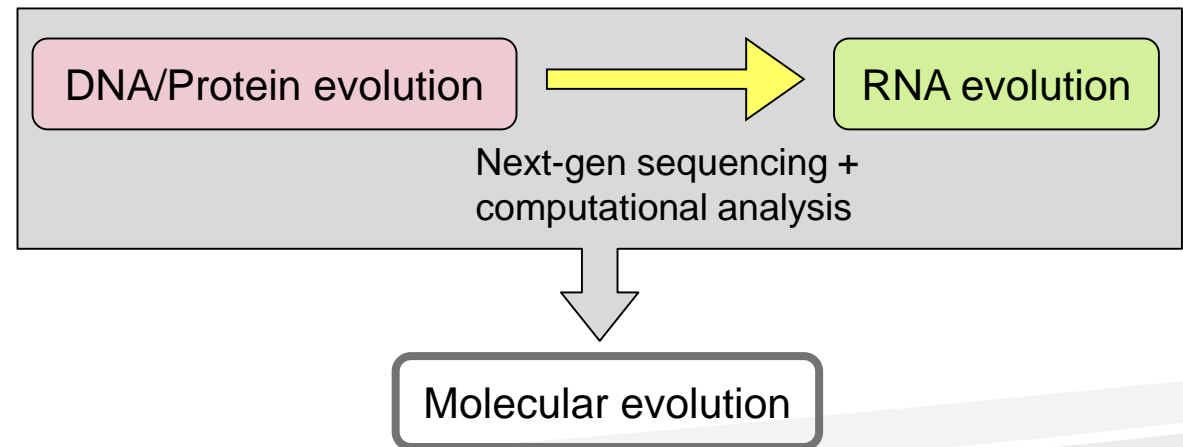 DNA/Protein evolution
RNA evolution
Next-gen sequencing +
computational analysis
Molecular evolution